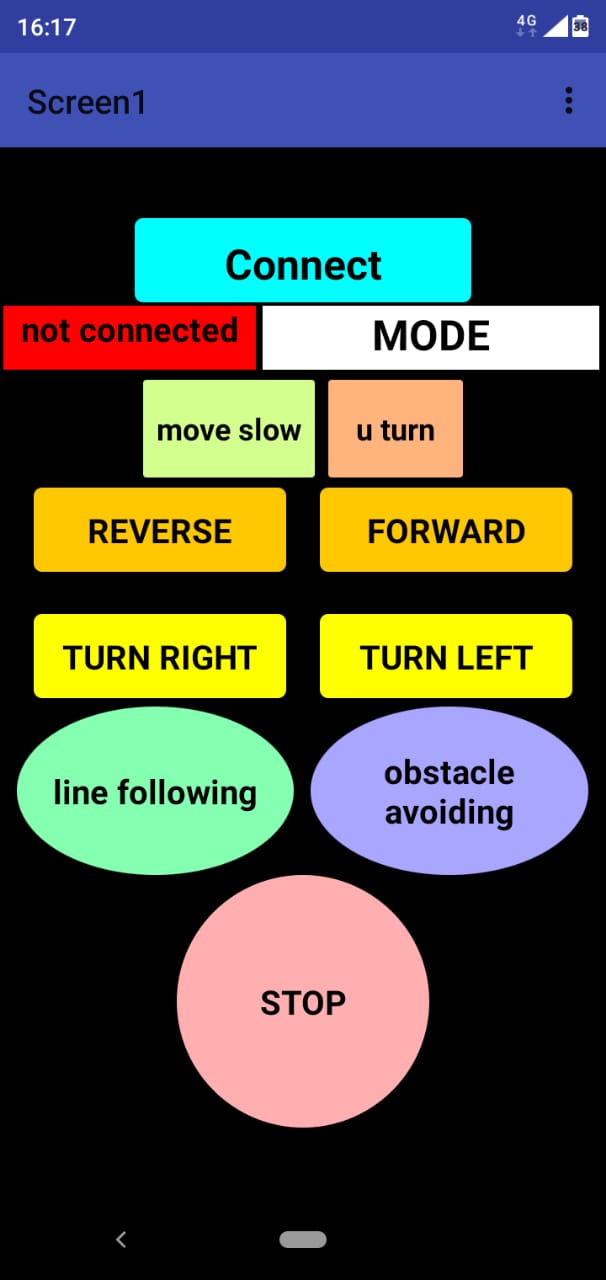 16:17
4G
38
Screen1
Connect
not connected
MODE
move slow
u turn
REVERSE
FORWARD
TURN RIGHT
TURN LEFT
line following
obstacle
avoiding
STOP